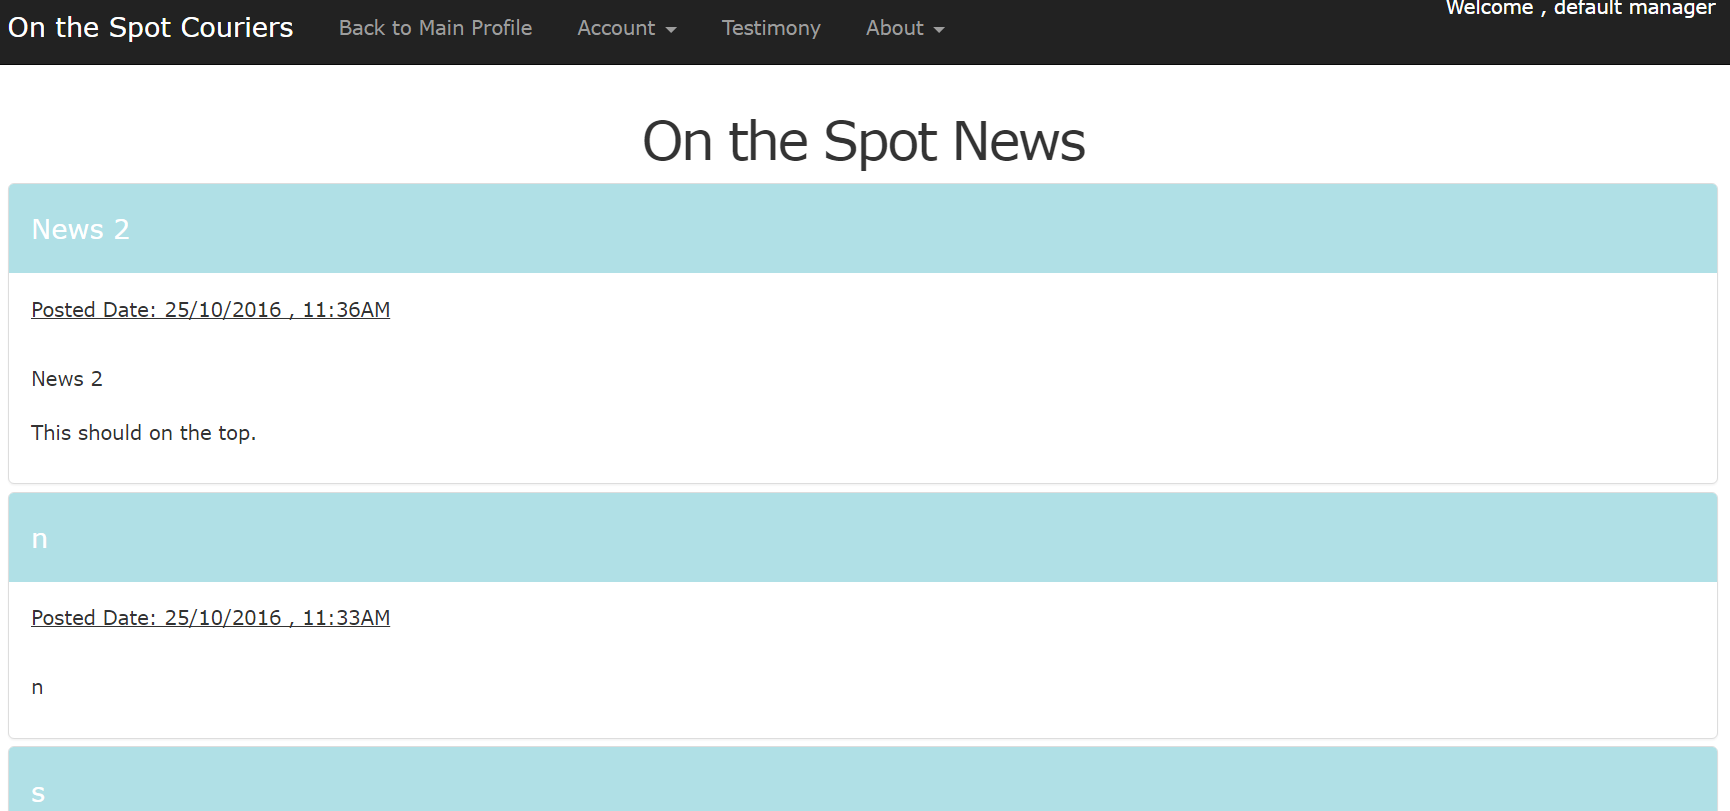 On the Spot Couriers Back to Main Profile Account Testimony About Welcome , default manager
On the Spot News
News 2
Posted Date: 25/10/2016 , 11:36AM
News 2
This should on the top.
n
Posted Date: 25/10/2016 , 11:33AM
n
s